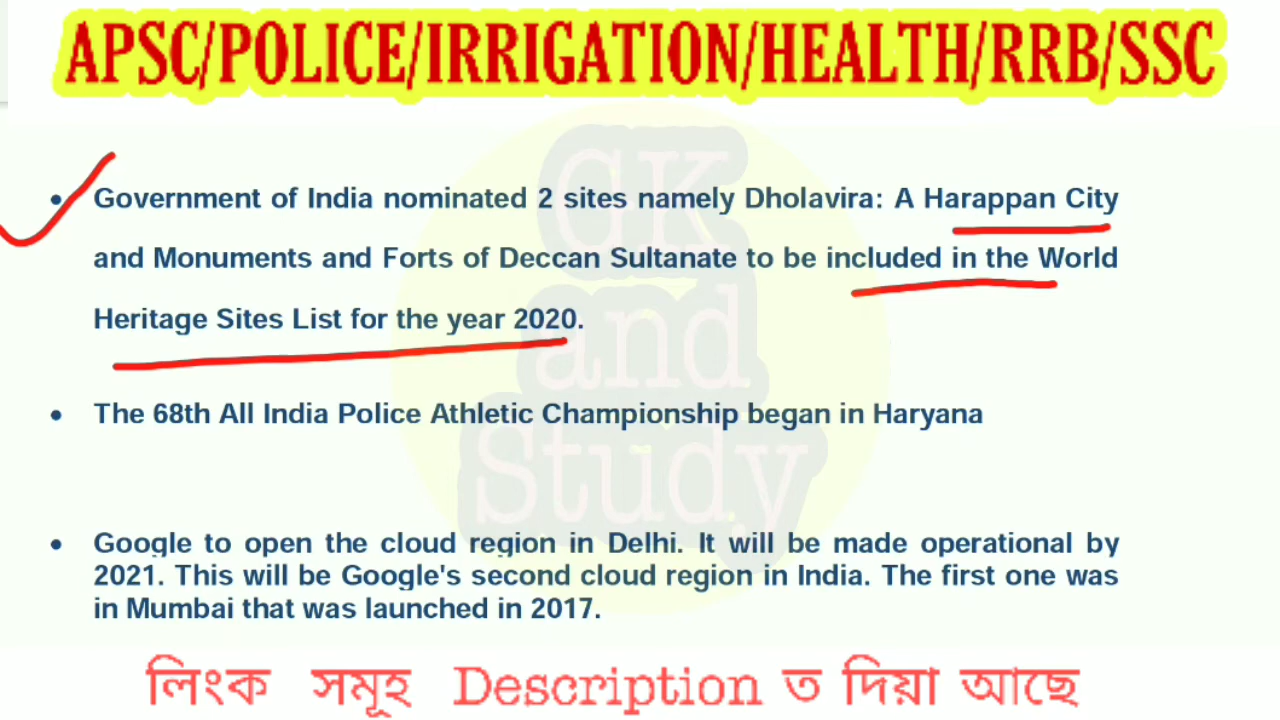 APSC/POLICE/IRRIGATION/HEALTH/RRB/SSC
• Government of India nominated 2 sites namely Dholavira: A Harappan City
and Monuments and Forts of Deccan Sultanate to be included in the World
Heritage Sites List for the year 2020.
• The 68th All India Police Athletic Championship began in Haryana
• Google to open the cloud region in Delhi. It will be made operational by
2021. This will be Google's second cloud region in India. The first one was
in Mumbai that was launched in 2017.
GK
and
Study
লিংক সমূহ Description ত দিয়া আছে